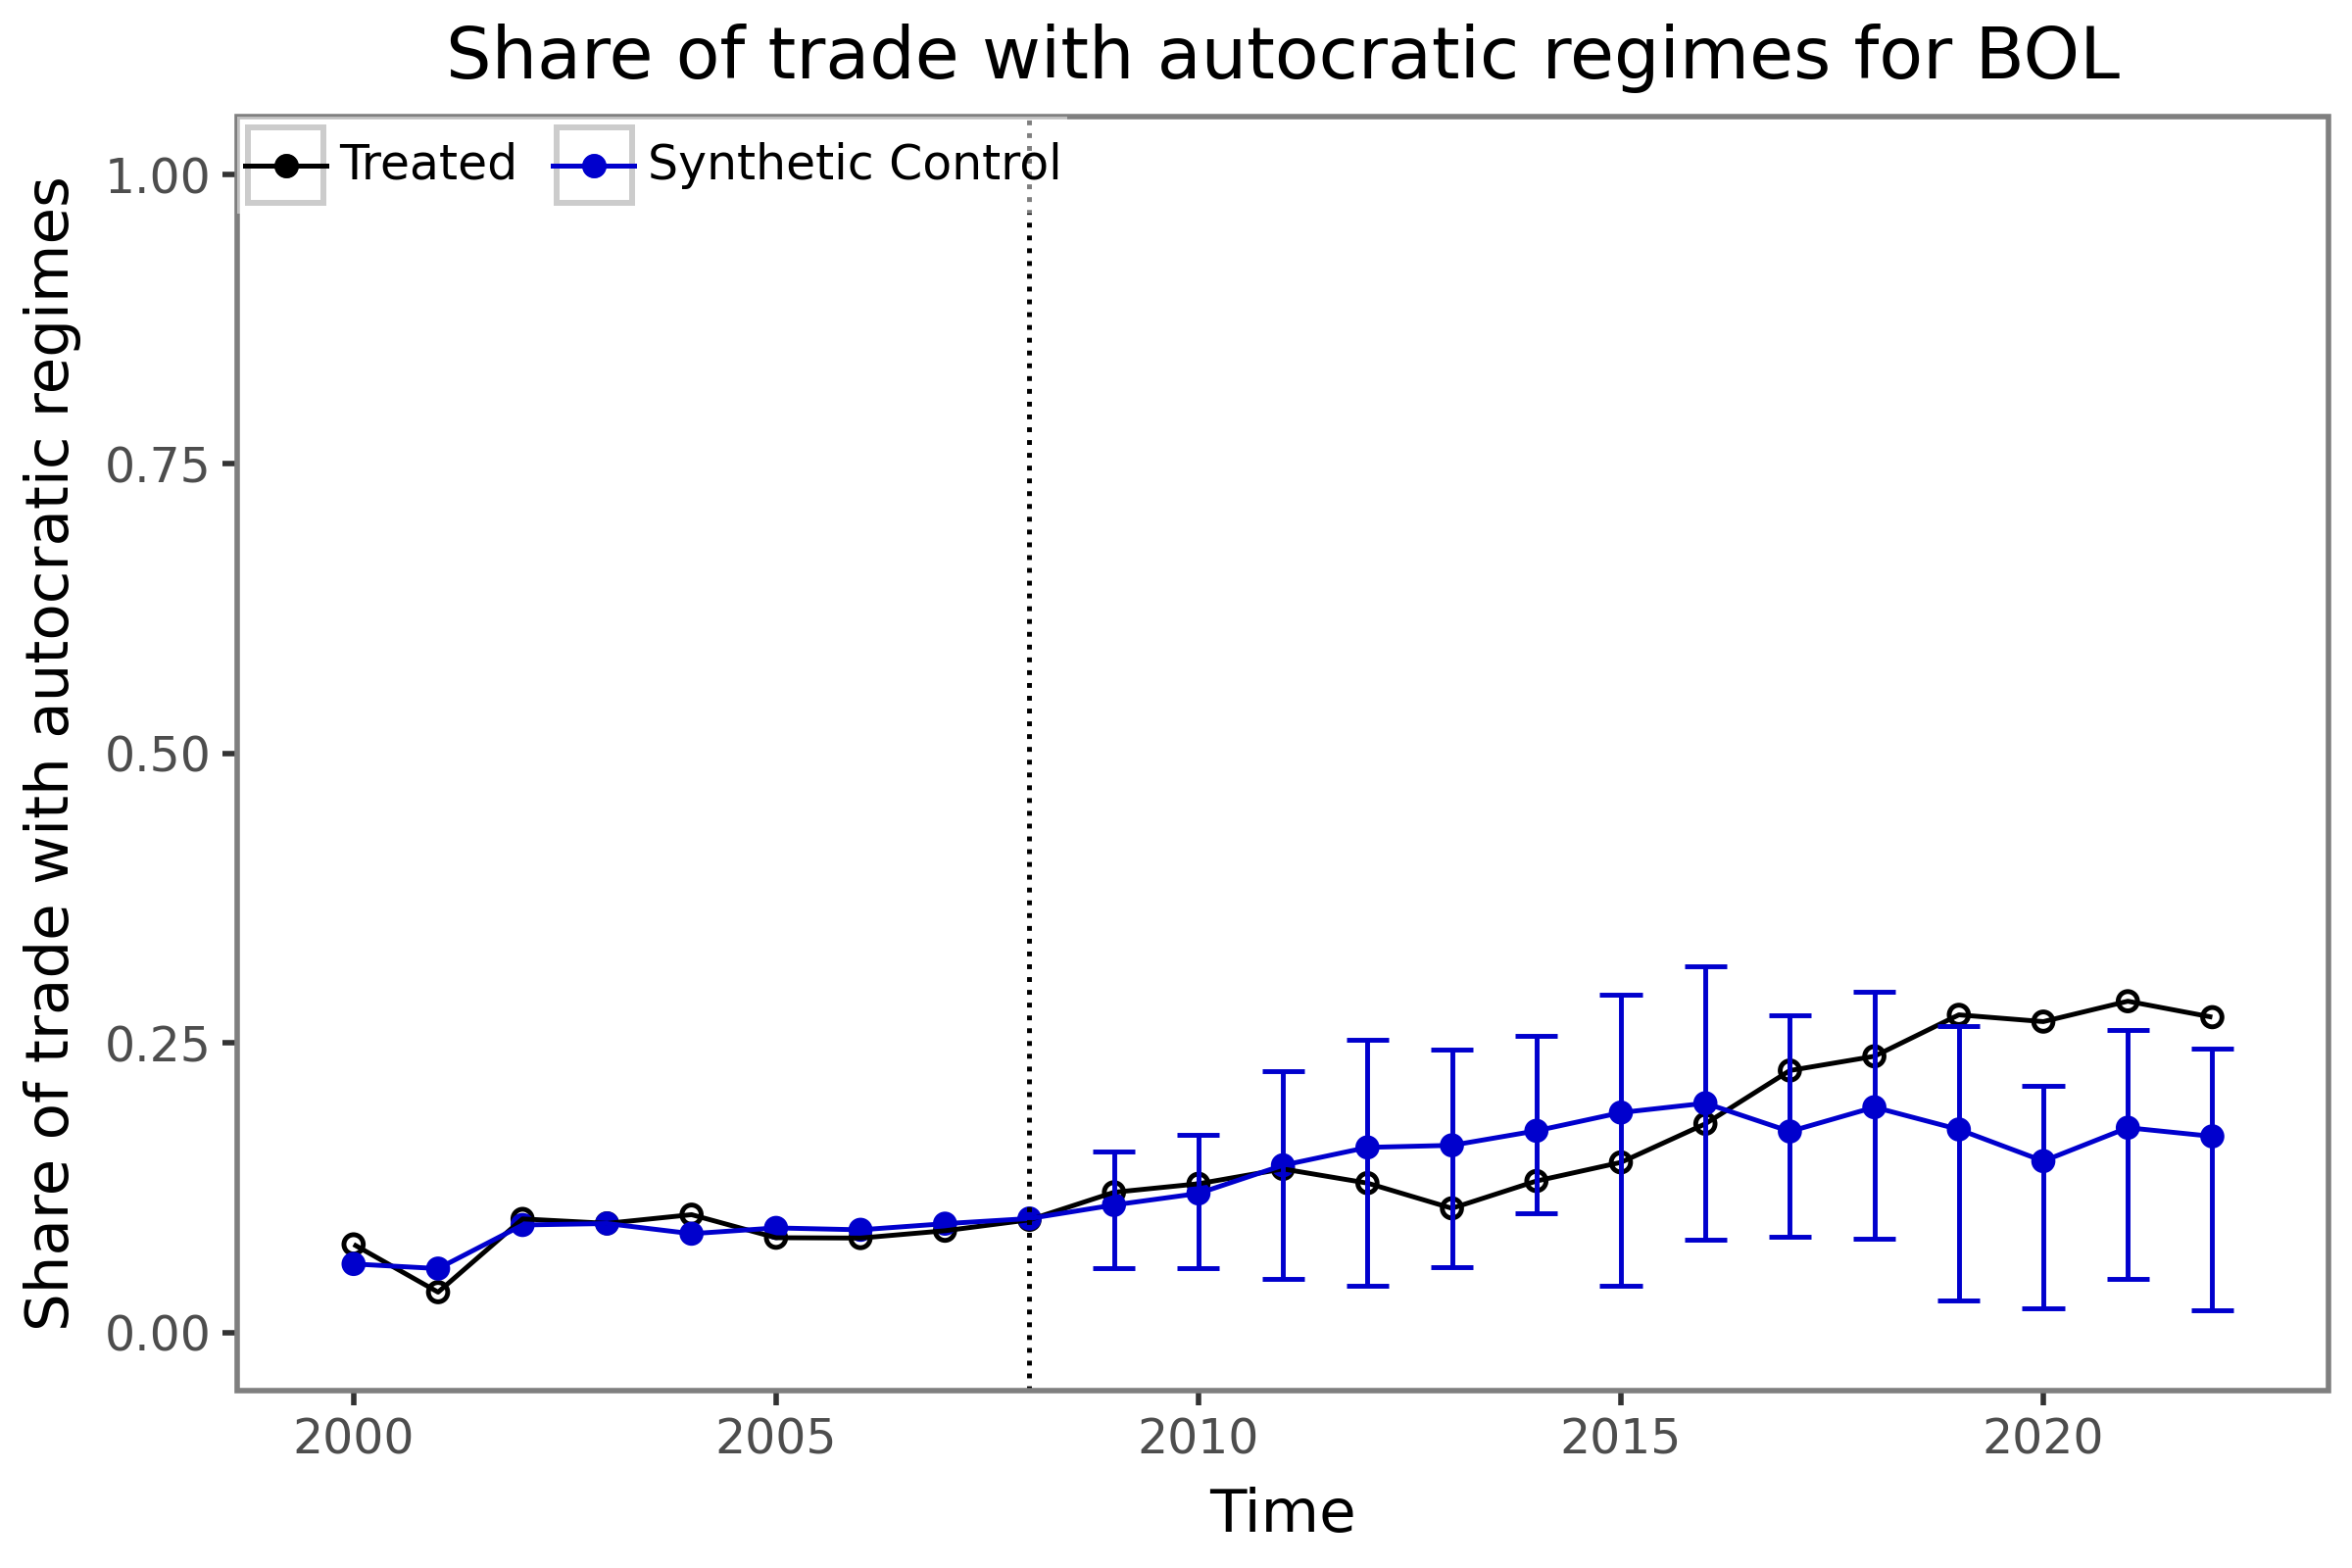 Share of trade with autocratic regimes for BOL
Treated
Synthetic Control
Share of trade with autocratic regimes
1.00
0.75
0.50
0.25
0.00
2000
2005
2010
2015
2020
Time